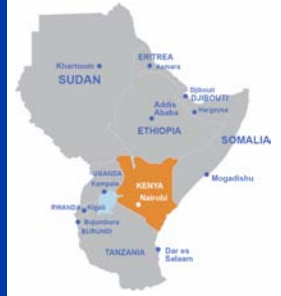 ERITREA
Khartoum
Asmara
SUDAN
Djibouti
DJIBOUTI
Addis
Ababa
Hargeysa
ETHIOPIA
SOMALIA
UGANDA
Kampala
KENYA
Nairobi
Mogadishu
RWANDA
Kigali
Bujumbura
BURUNDI
TANZANIA
Dar es
Salaam